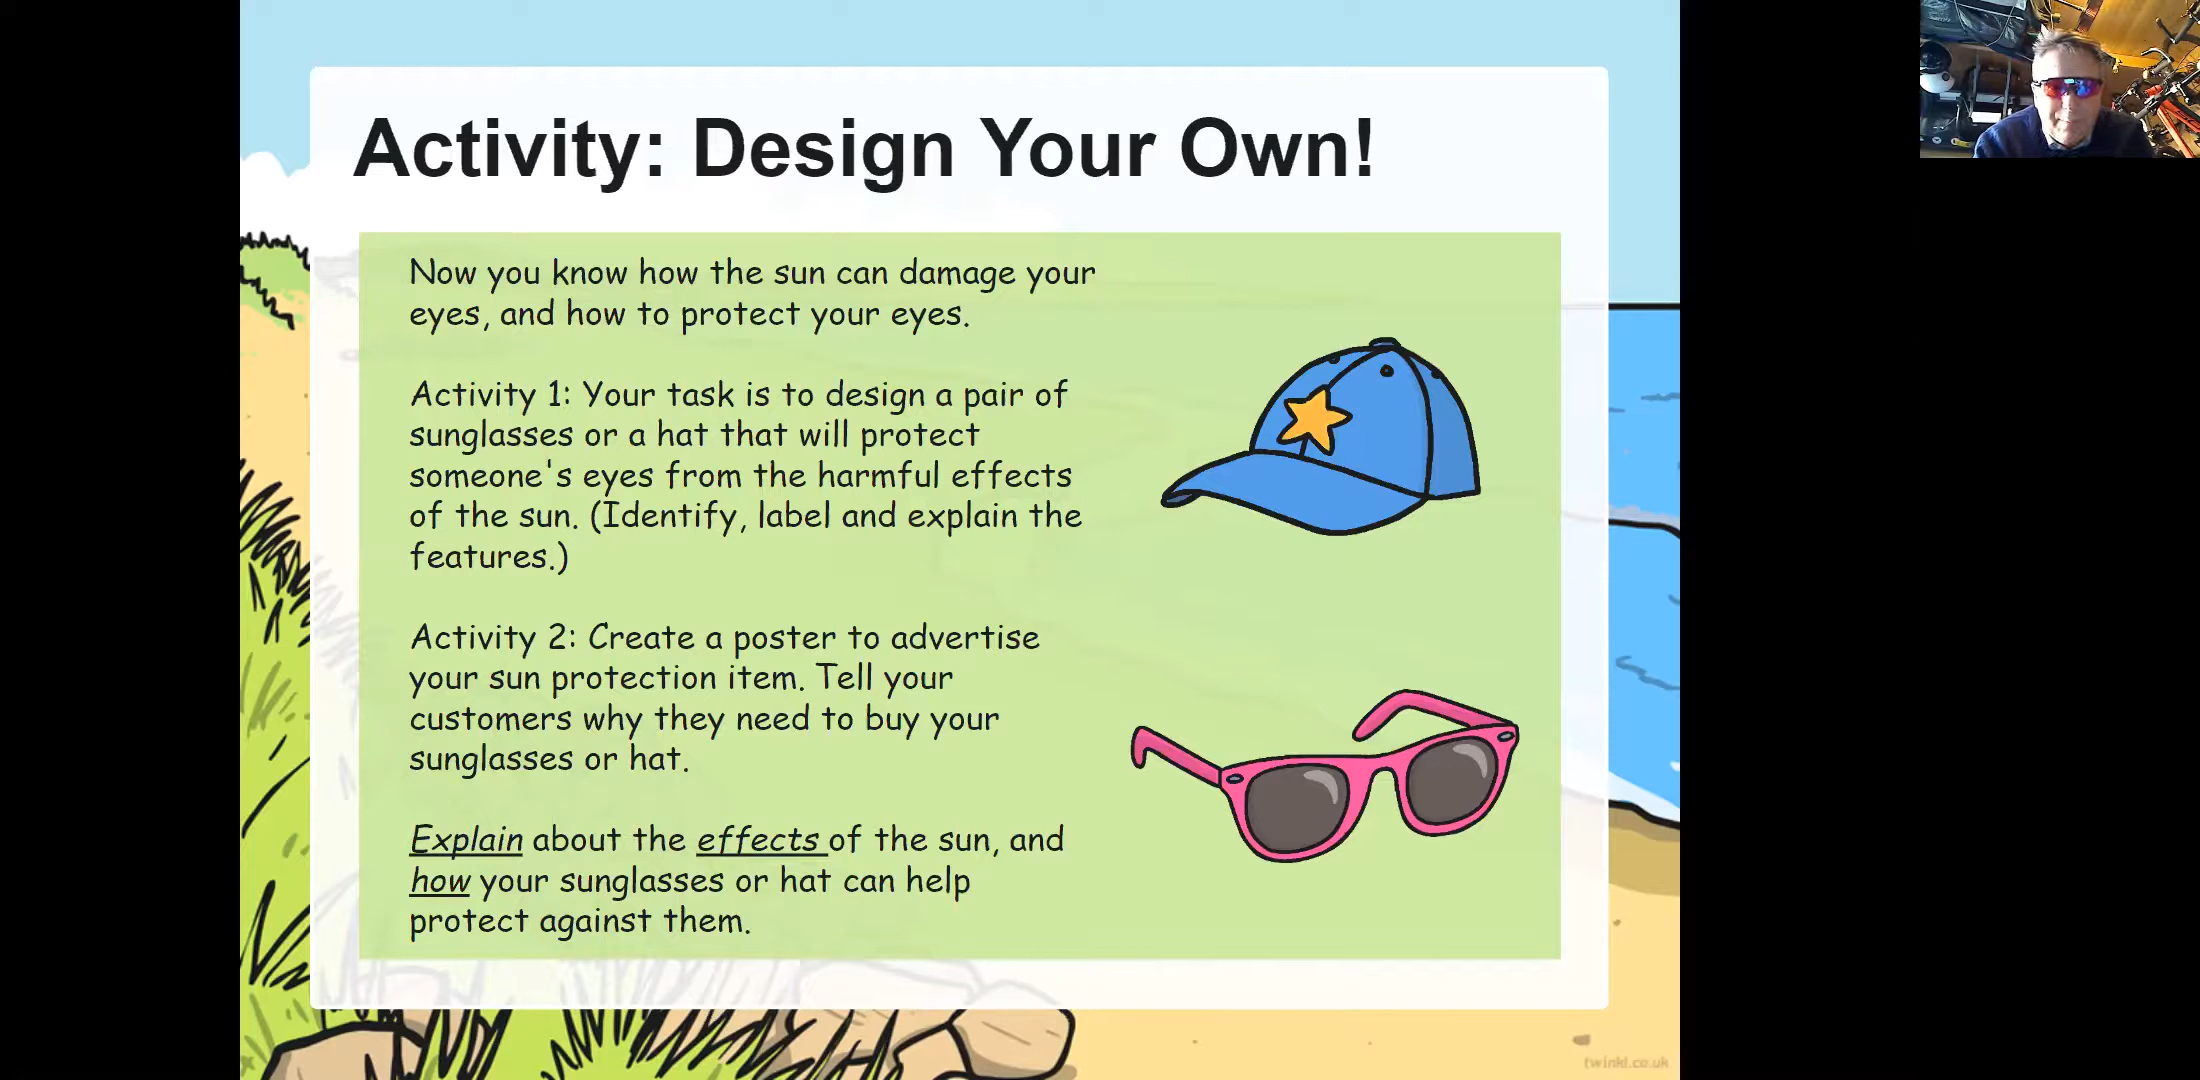 Activity: Design Your Own!
Now you know how the sun can damage your
eyes, and how to protect your eyes.
Activity 1: Your task is to design a pair of
sunglasses or a hat that will protect
someone's eyes from the harmful effects
of the sun. (Identify, label and explain the
features.)
Activity 2: Create a poster to advertise
your sun protection item. Tell your
customers why they need to buy your
sunglasses or hat.
Explain about the effects of the sun, and
how your sunglasses or hat can help
protect against them.
twinkl.co.uk